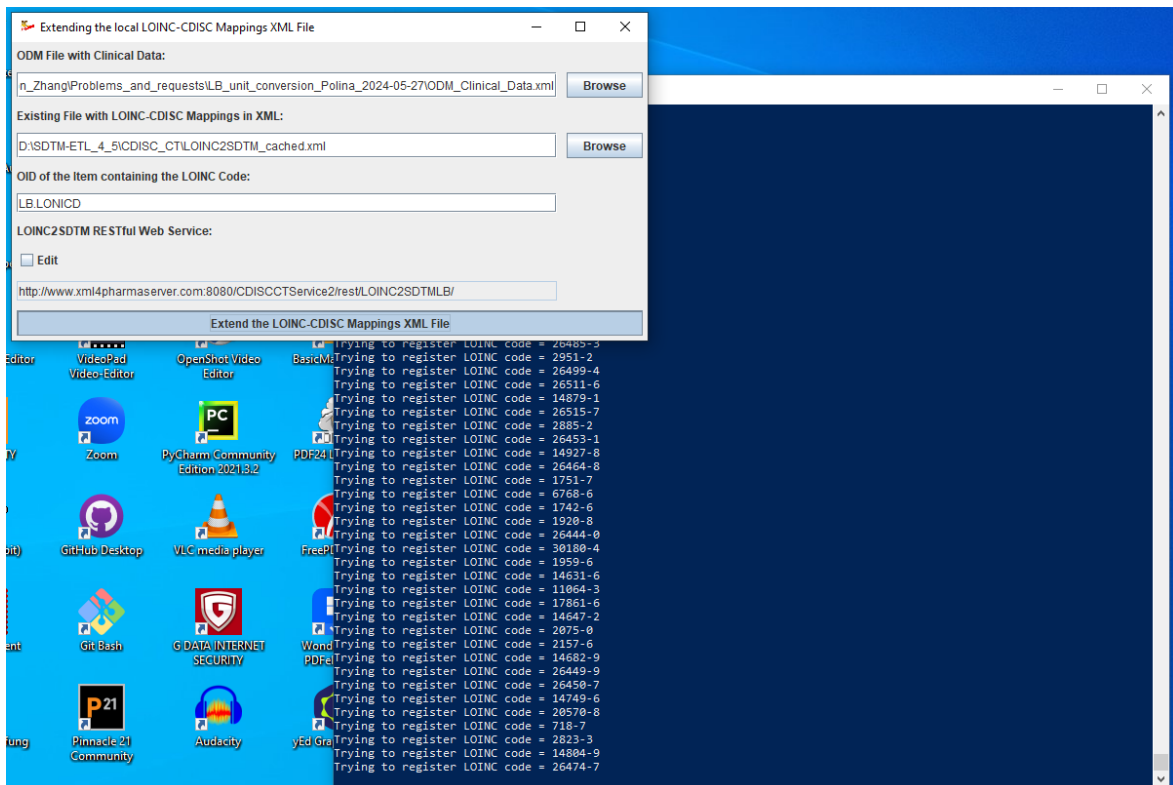 Extending the local LOINC-CDISC Mappings XML File
ODM File with Clinical Data:
n_Zhang\Problems_and_requests\LB_unit_conversion_Polina_2024-05-27\ODM_Clinical_Data.xml
Browse
Existing File with LOINC-CDISC Mappings in XML:
D:\SDTM-ETL_4_5\CDISC_CT\LOINC2SDTM_cached.xml
Browse
OID of the Item containing the LOINC Code:
LB.LONICD
LOINC2SDTM RESTful Web Service:
Edit
http://www.xml4pharmaserver.com:8080/CDISCCTService2/rest/LOINC2SDTMLB/
Extend the LOINC-CDISC Mappings XML File
Trying to register LOINC code = 26485-3
Trying to register LOINC code = 2951-2
Trying to register LOINC code = 26499-4
Trying to register LOINC code = 26511-6
Trying to register LOINC code = 14879-1
Trying to register LOINC code = 26515-7
Trying to register LOINC code = 2885-2
Trying to register LOINC code = 26453-1
Trying to register LOINC code = 14927-8
Trying to register LOINC code = 26464-8
Trying to register LOINC code = 1751-7
Trying to register LOINC code = 6768-6
Trying to register LOINC code = 1742-6
Trying to register LOINC code = 1920-8
Trying to register LOINC code = 26444-0
Trying to register LOINC code = 30180-4
Trying to register LOINC code = 1959-6
Trying to register LOINC code = 14631-6
Trying to register LOINC code = 11064-3
Trying to register LOINC code = 17861-6
Trying to register LOINC code = 14647-2
Trying to register LOINC code = 2075-0
Trying to register LOINC code = 2157-6
Trying to register LOINC code = 14682-9
Trying to register LOINC code = 26449-9
Trying to register LOINC code = 26450-7
Trying to register LOINC code = 14749-6
Trying to register LOINC code = 20570-8
Trying to register LOINC code = 718-7
Trying to register LOINC code = 2823-3
Trying to register LOINC code = 14804-9
Trying to register LOINC code = 26474-7
Editor
VideoPad
Video-Editor
OpenShot Video
Editor
zoom
Zoom
PC
PyCharm Community
Edition 2021.3.2
PDF24
GitHub Desktop
VLC media player
Git Bash
G DATA INTERNET
SECURITY
P21
Pinnacle 21
Community
Audacity
yEd Gra